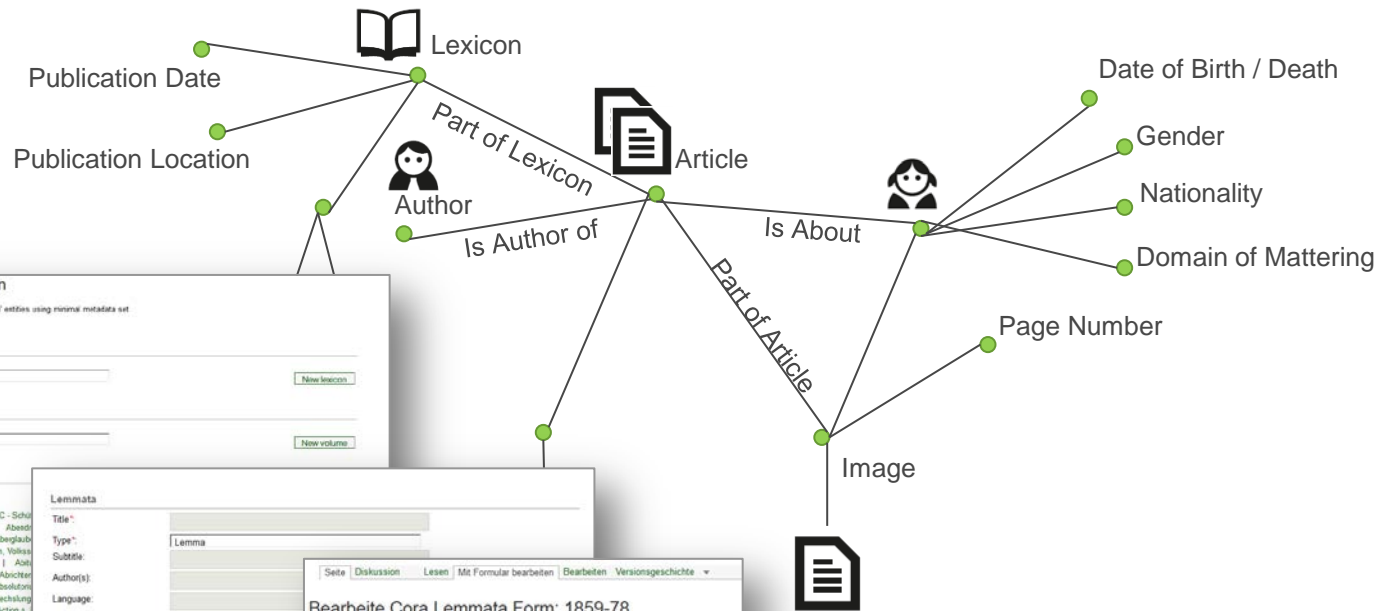 Lexicon
Publication Date
Publication Location
Part of Lexicon
Article
Author
Is Author of
Is About
Date of Birth / Death
Gender
Nationality
Domain of Mattering
Part of Article
Page Number
Image
entities using minimal metadata set
New lexicon
New volume
Lemmata
Title*:
Type*:
Lemma
Subtitle:
Author(s):
Language:
Seite Diskussion Lesen Mit Formular bearbeiten Bearbeiten Versionsgeschichte
Bearbeite Cora Lemmata Form: 1859-78